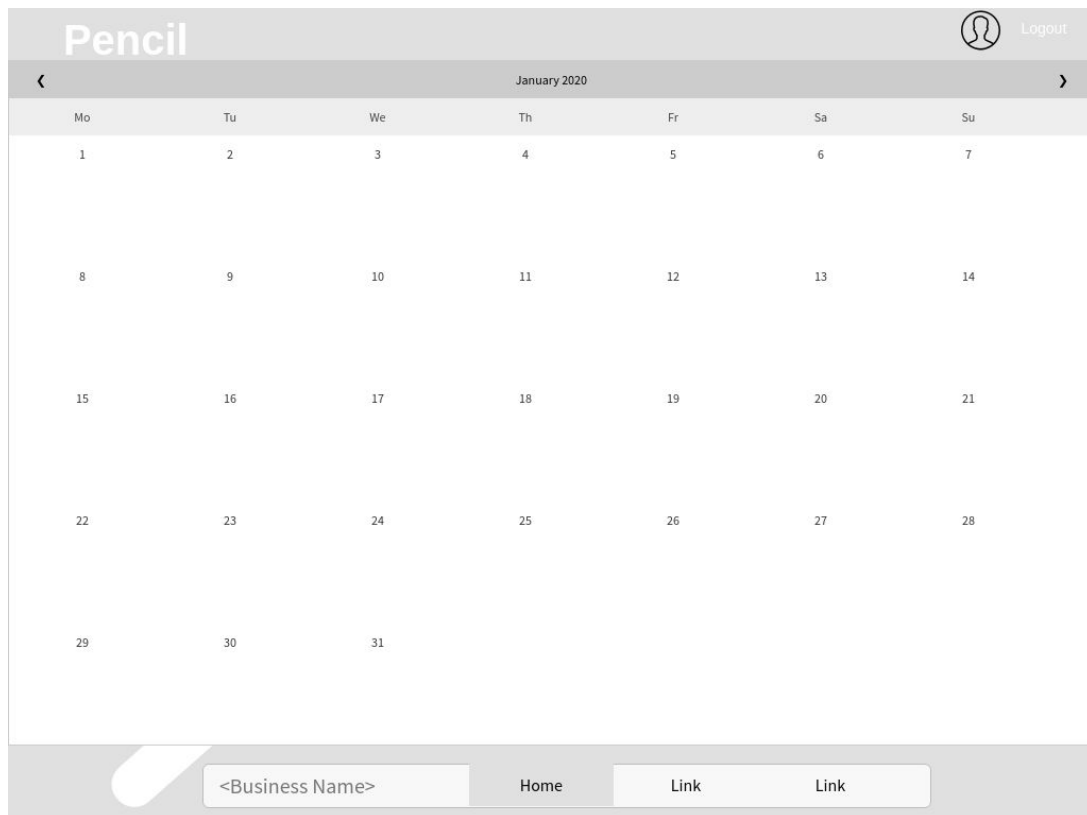 Pencil
Logout
❮ January 2020 ❯
Mo Tu We Th Fr Sa Su
1 2 3 4 5 6 7
8 9 10 11 12 13 14
15 16 17 18 19 20 21
22 23 24 25 26 27 28
29 30 31
<Business Name> Home Link Link